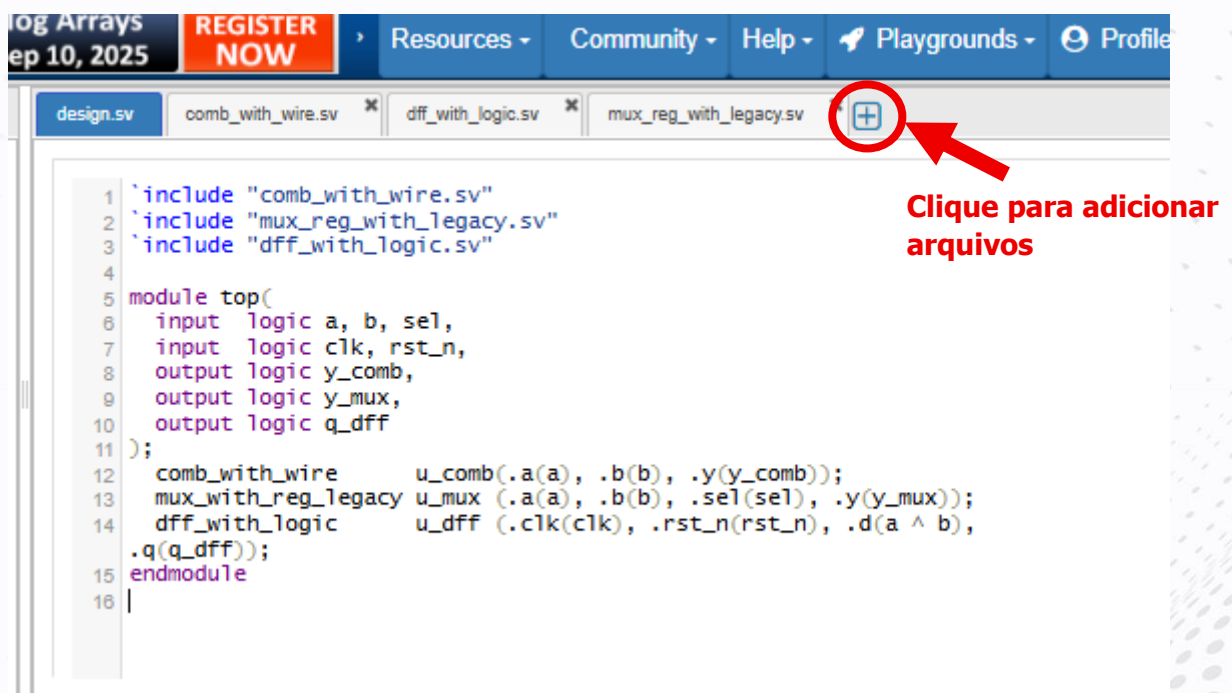 log Arrays
ep 10, 2025
REGISTER
NOW
Resources
Community
Help
Playgrounds
Profile
design.sv
comb_with_wire.sv
dff_with_logic.sv
mux_reg_with_legacy.sv
Clique para adicionar
arquivos
1 `include "comb_with_wire.sv"
2 `include "mux_reg_with_legacy.sv"
3 `include "dff_with_logic.sv"
4
5 module top(
6   input  logic a, b, sel,
7   input  logic clk, rst_n,
8   output logic y_comb,
9   output logic y_mux,
10   output logic q_dff
11 );
12   comb_with_wire      u_comb(.a(a), .b(b), .y(y_comb));
13   mux_with_reg_legacy u_mux (.a(a), .b(b), .sel(sel), .y(y_mux));
14   dff_with_logic      u_dff (.clk(clk), .rst_n(rst_n), .d(a ^ b),
.q(q_dff));
15 endmodule
16